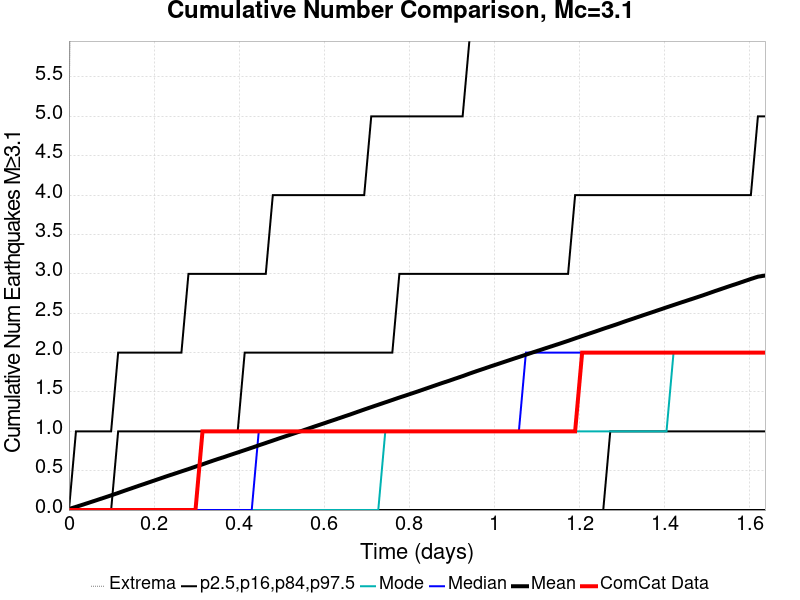 Cumulative Number Comparison, Mc=3.1
Cumulative Num Earthquakes M≥3.1
5.5
5.0
4.5
4.0
3.5
3.0
2.5
2.0
1.5
1.0
0.5
0.0
0 0.2 0.4 0.6 0.8 1 1.2 1.4 1.6
Time (days)
Extrema p2.5,p16,p84,p97.5 Mode Median Mean ComCat Data